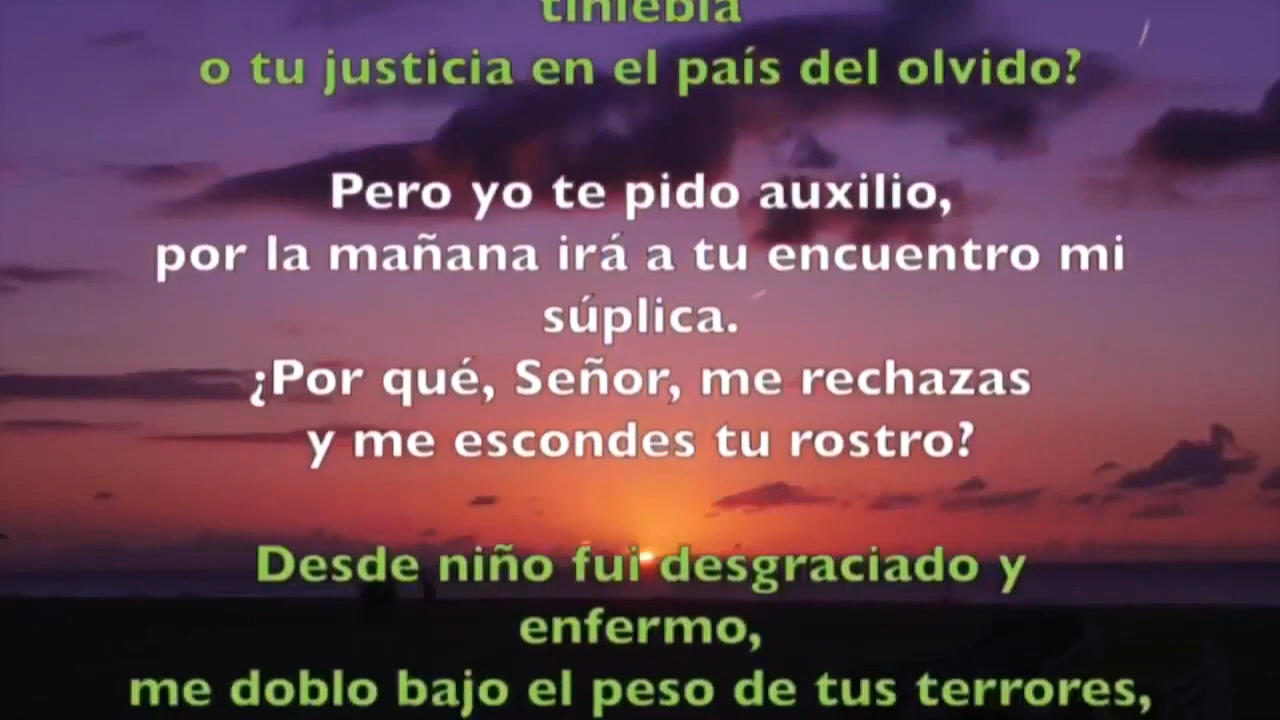 tiniebla
o tu justicia en el país del olvido?
Pero yo te pido auxilio,
por la mañana irá a tu encuentro mi
súplica.
¿Por qué, Señor, me rechazas
y me escondes tu rostro?
Desde niño fui desgraciado y
enfermo,
me doblo bajo el peso de tus terrores,